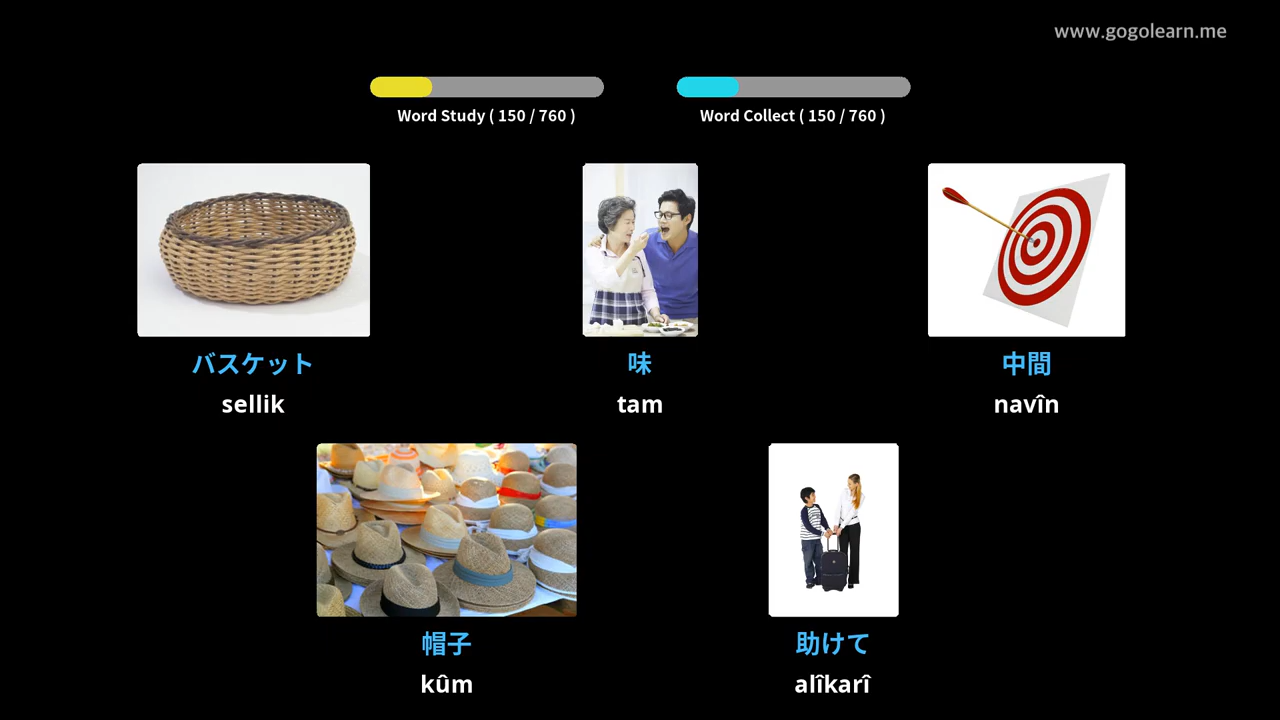 www.gogolearn.me
Word Study ( 150 / 760 )
Word Collect ( 150 / 760 )
バスケット
sellik
味
tam
中間
navîn
帽子
kûm
助けて
alîkarî